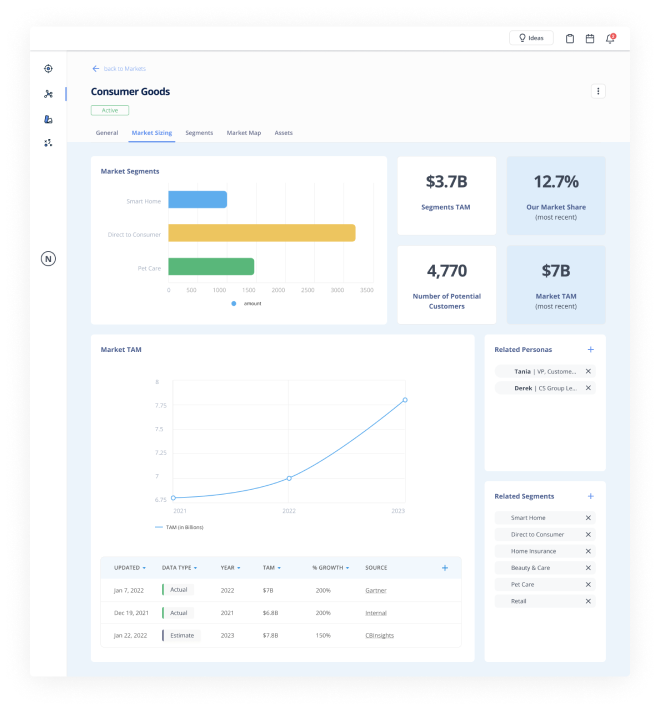 Ideas
2
back to Markets
Consumer Goods
Active
General Market Sizing Segments Market Map Assets
Market Segments
Smart Home
Direct to Consumer
Pet Care
0 500 1000 1500 2000 2500 3000 3500
amount
$3.7B
Segments TAM
12.7%
Our Market Share
(most recent)
4,770
Number of Potential
Customers
$7B
Market TAM
(most recent)
N
Market TAM
8
7.75
7.5
7.25
7
6.75
2021 2022 2023
TAM (in Billions)
UPDATED DATA TYPE YEAR TAM % GROWTH SOURCE +
Jan 7, 2022 Actual 2022 $7B 200% Gartner
Dec 19, 2021 Actual 2021 $6.8B 200% Internal
Jan 22, 2022 Estimate 2023 $7.8B 150% CBinsights
Related Personas +
Tania | VP, Custome... X
Derek | CS Group Le... X
Related Segments +
Smart Home X
Direct to Consumer X
Home Insurance X
Beauty & Care X
Pet Care X
Retail X